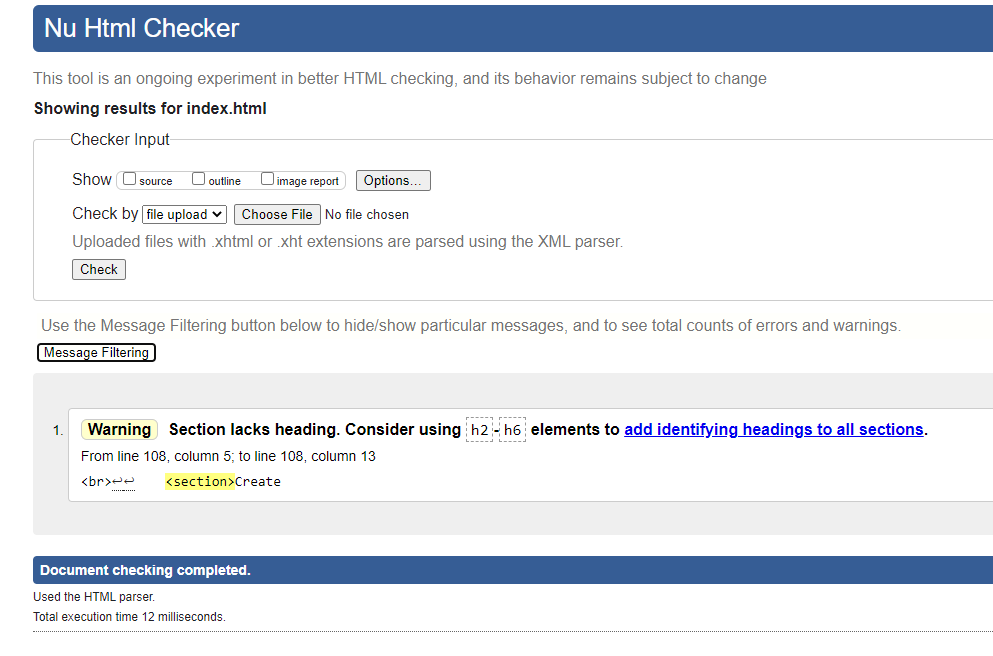 Nu Html Checker
This tool is an ongoing experiment in better HTML checking, and its behavior remains subject to change
Showing results for index.html
Checker Input
Show source outline image report Options...
Check by file upload Choose File No file chosen
Uploaded files with .xhtml or .xht extensions are parsed using the XML parser.
Check
Use the Message Filtering button below to hide/show particular messages, and to see total counts of errors and warnings.
Message Filtering
1. Warning Section lacks heading. Consider using h2-h6 elements to add identifying headings to all sections.
From line 108, column 5; to line 108, column 13
<br>↩↩ <section>Create
Document checking completed.
Used the HTML parser.
Total execution time 12 milliseconds.